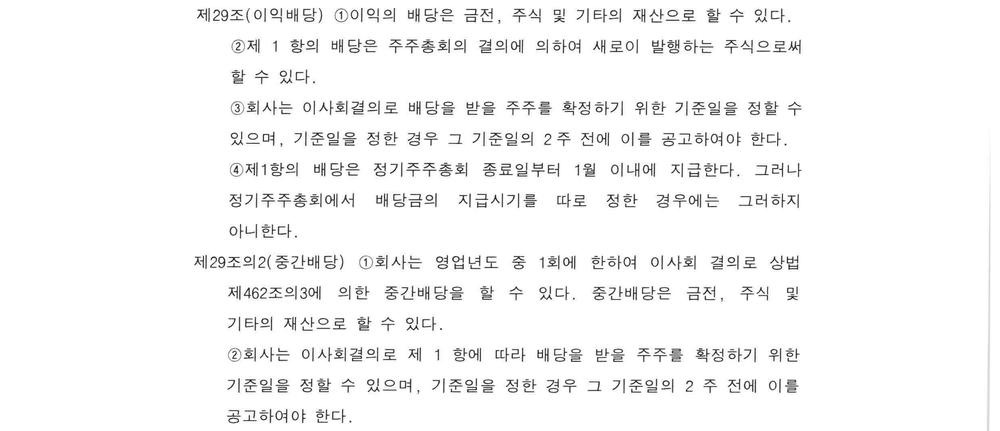 제29조(이익배당) ①이익의 배당은 금전, 주식 및 기타의 재산으로 할 수 있다.
②제 1 항의 배당은 주주총회의 결의에 의하여 새로이 발행하는 주식으로써
할 수 있다.
③회사는 이사회결의로 배당을 받을 주주를 확정하기 위한 기준일을 정할 수
있으며, 기준일을 정한 경우 그 기준일의 2주 전에 이를 공고하여야 한다.
④제1항의 배당은 정기주주총회 종료일부터 1월 이내에 지급한다. 그러나
정기주주총회에서 배당금의 지급시기를 따로 정한 경우에는 그러하지
아니한다.
제29조의2(중간배당) ①회사는 영업년도 중 1회에 한하여 이사회 결의로 상법
제462조의3에 의한 중간배당을 할 수 있다. 중간배당은 금전, 주식 및
기타의 재산으로 할 수 있다.
②회사는 이사회결의로 제 1 항에 따라 배당을 받을 주주를 확정하기 위한
기준일을 정할 수 있으며, 기준일을 정한 경우 그 기준일의 2 주 전에 이를
공고하여야 한다.